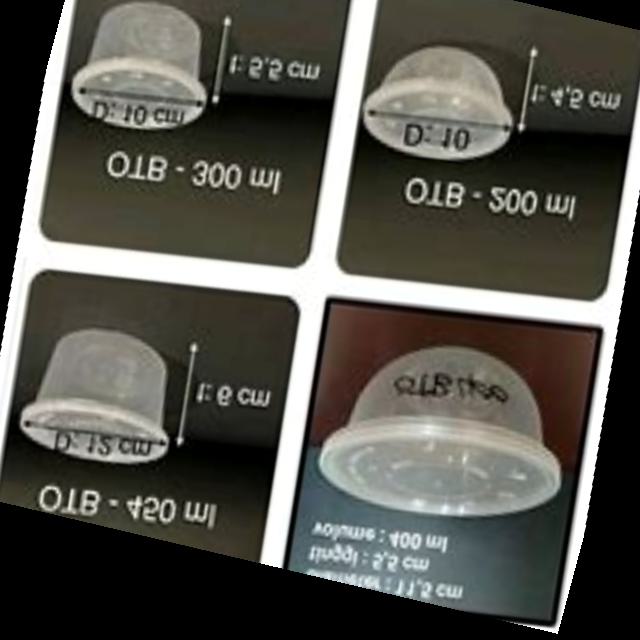 OTB - 450 ml
D: 12 cm
t: 6 cm
: 11,5 cm
tinggi : 5,5 cm
volume : 400 ml
OTB
OTB - 300 ml
D: 10 cm
t: 5,5 cm
OTB - 200 ml
D: 10
t: 4,5 cm